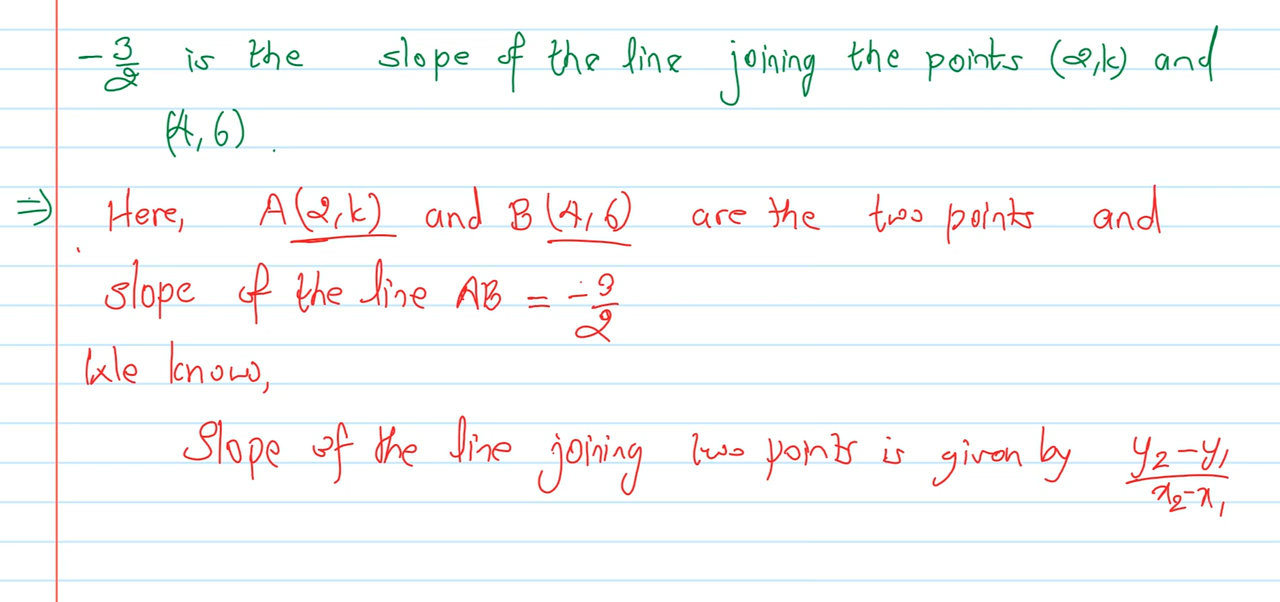 -3/2 is the slope of the line joining the points (2,k) and
(4,6).
⇒ Here, A(2,k) and B(4,6) are the two points and
slope of the line AB = -3/2
We know,
Slope of the line joining two points is given by y₂-y₁/x₂-x₁